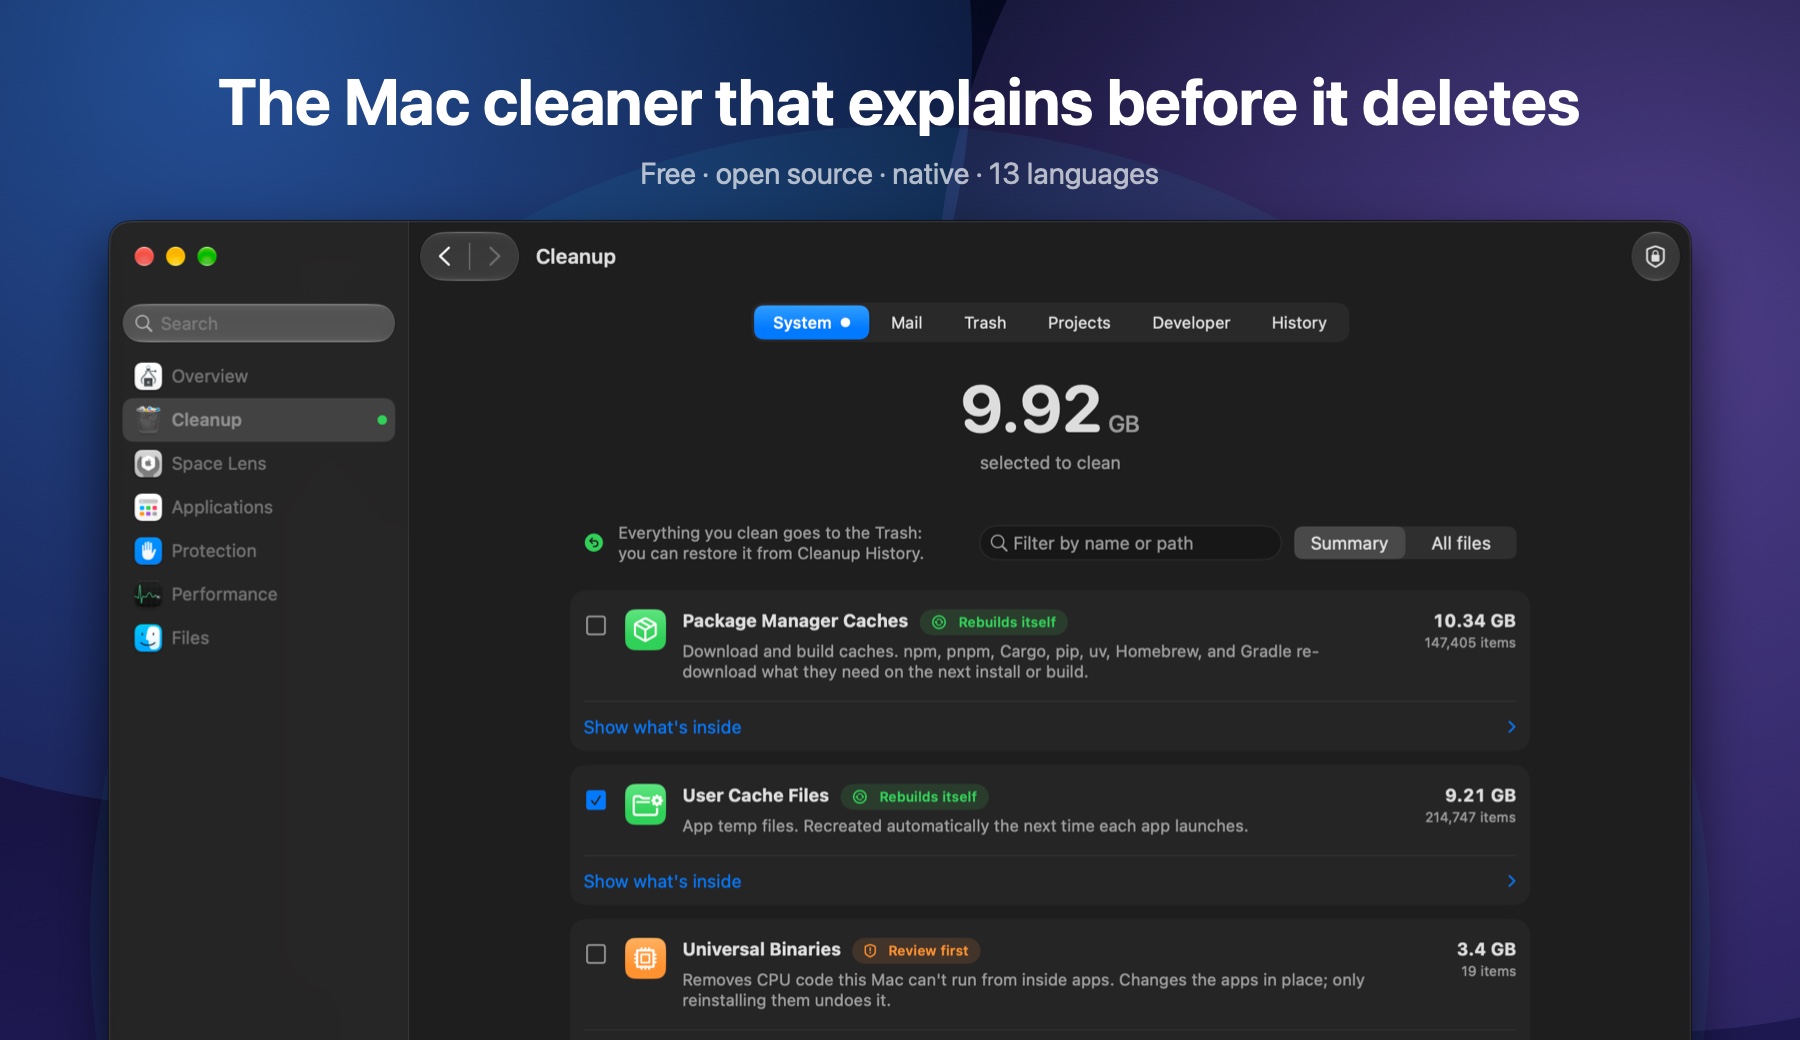 The Mac cleaner that explains before it deletes
Free · open source · native · 13 languages
Cleanup
Search
Overview
Cleanup
Space Lens
Applications
Protection
Performance
Files
System
Mail
Trash
Projects
Developer
History
9.92 GB
selected to clean
Everything you clean goes to the Trash:
you can restore it from Cleanup History.
Filter by name or path
Summary
All files
Package Manager Caches
Rebuilds itself
10.34 GB
147,405 items
Download and build caches. npm, pnpm, Cargo, pip, uv, Homebrew, and Gradle re-
download what they need on the next install or build.
Show what's inside
User Cache Files
Rebuilds itself
9.21 GB
214,747 items
App temp files. Recreated automatically the next time each app launches.
Show what's inside
Universal Binaries
Review first
3.4 GB
19 items
Removes CPU code this Mac can't run from inside apps. Changes the apps in place; only
reinstalling them undoes it.